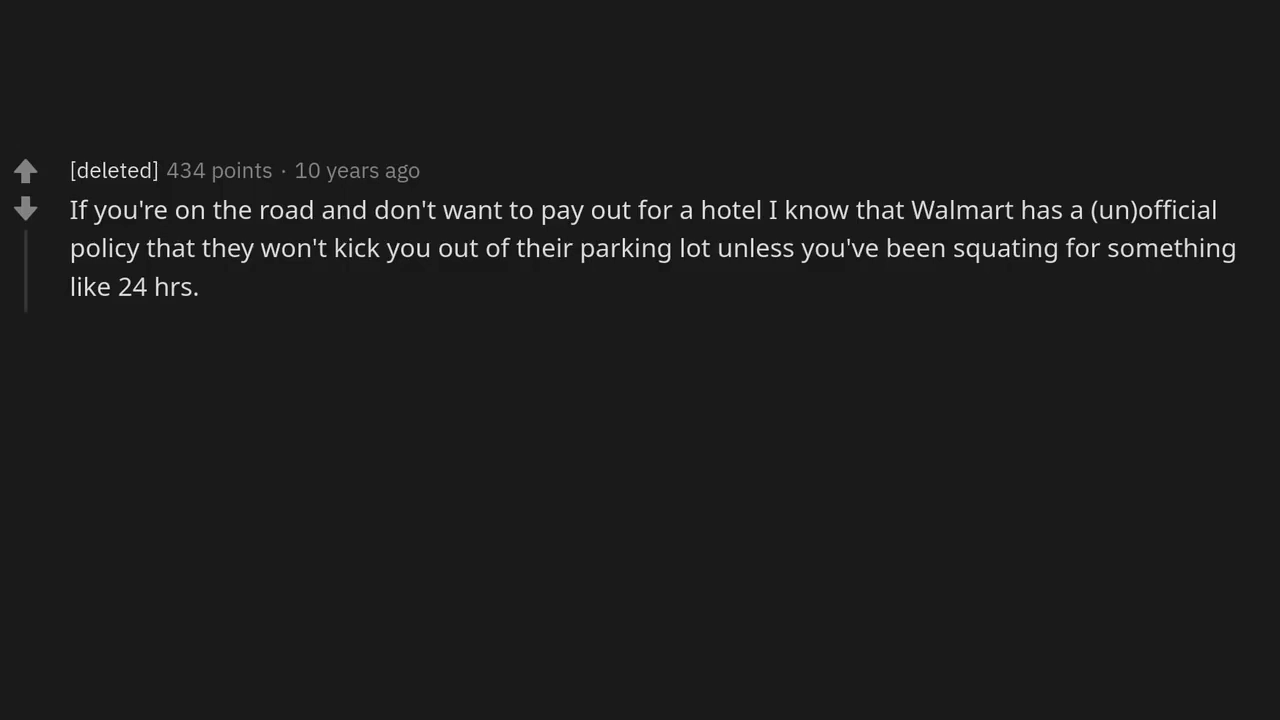 [deleted] 434 points · 10 years ago
If you're on the road and don't want to pay out for a hotel I know that Walmart has a (un)official
policy that they won't kick you out of their parking lot unless you've been squating for something
like 24 hrs.